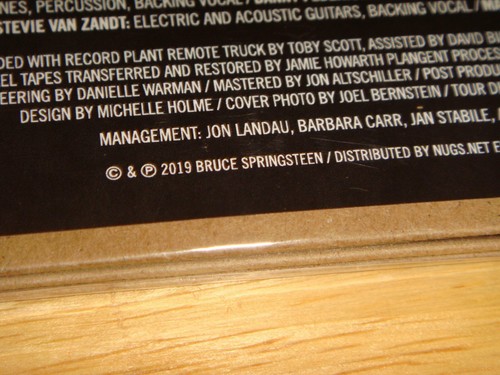 NES, PERCUSSION, BACKING VOCAL /
STEVIE VAN ZANDT: ELECTRIC AND ACOUSTIC GUITARS, BACKING VOCAL /
DED WITH RECORD PLANT REMOTE TRUCK BY TOBY SCOTT, ASSISTED BY DAVID B
EL TAPES TRANSFERRED AND RESTORED BY JAMIE HOWARTH PLANGENT PROCES
EERING BY DANIELLE WARMAN / MASTERED BY JON ALTSCHILLER / POST PRODU
DESIGN BY MICHELLE HOLME / COVER PHOTO BY JOEL BERNSTEIN / TOUR D
MANAGEMENT: JON LANDAU, BARBARA CARR, JAN STABILE,
© & ℗ 2019 BRUCE SPRINGSTEEN / DISTRIBUTED BY NUGS.NET E